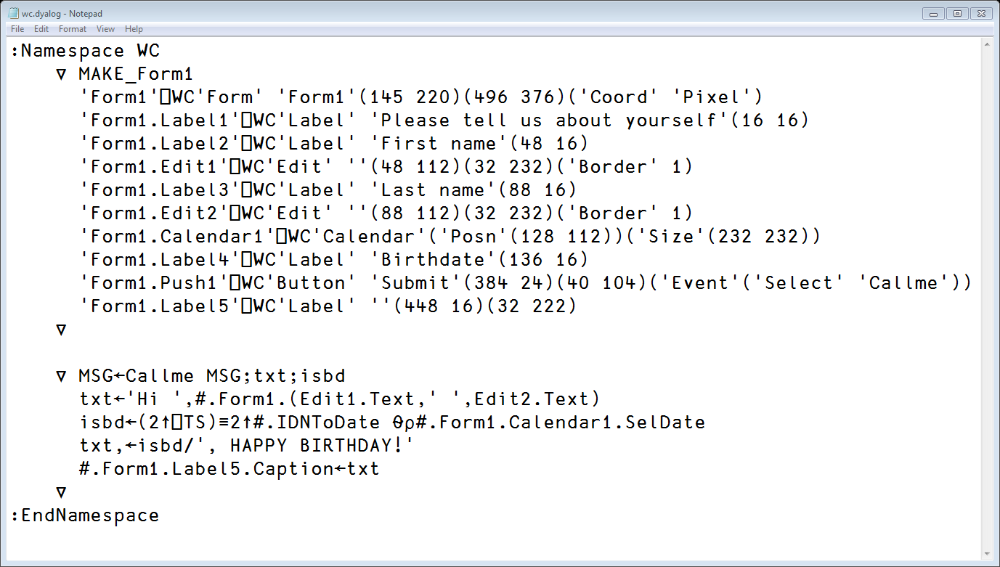 wc.dyalog - Notepad
File Edit Format View Help
:Namespace WC
    ∇ MAKE_Form1
      'Form1'⎕WC'Form' 'Form1'(145 220)(496 376)('Coord' 'Pixel')
      'Form1.Label1'⎕WC'Label' 'Please tell us about yourself'(16 16)
      'Form1.Label2'⎕WC'Label' 'First name'(48 16)
      'Form1.Edit1'⎕WC'Edit' ''(48 112)(32 232)('Border' 1)
      'Form1.Label3'⎕WC'Label' 'Last name'(88 16)
      'Form1.Edit2'⎕WC'Edit' ''(88 112)(32 232)('Border' 1)
      'Form1.Calendar1'⎕WC'Calendar'('Posn'(128 112))('Size'(232 232))
      'Form1.Label4'⎕WC'Label' 'Birthdate'(136 16)
      'Form1.Push1'⎕WC'Button' 'Submit'(384 24)(40 104)('Event'('Select' 'Callme'))
      'Form1.Label5'⎕WC'Label' ''(448 16)(32 222)
    ∇
    ∇ MSG←Callme MSG;txt;isbd
      txt←'Hi ',#.Form1.(Edit1.Text,' ',Edit2.Text)
      isbd←(2↑⎕TS)≡2↑#.IDNToDate ⍬⍴#.Form1.Calendar1.SelDate
      txt,←isbd/', HAPPY BIRTHDAY!'
      #.Form1.Label5.Caption←txt
    ∇
:EndNamespace